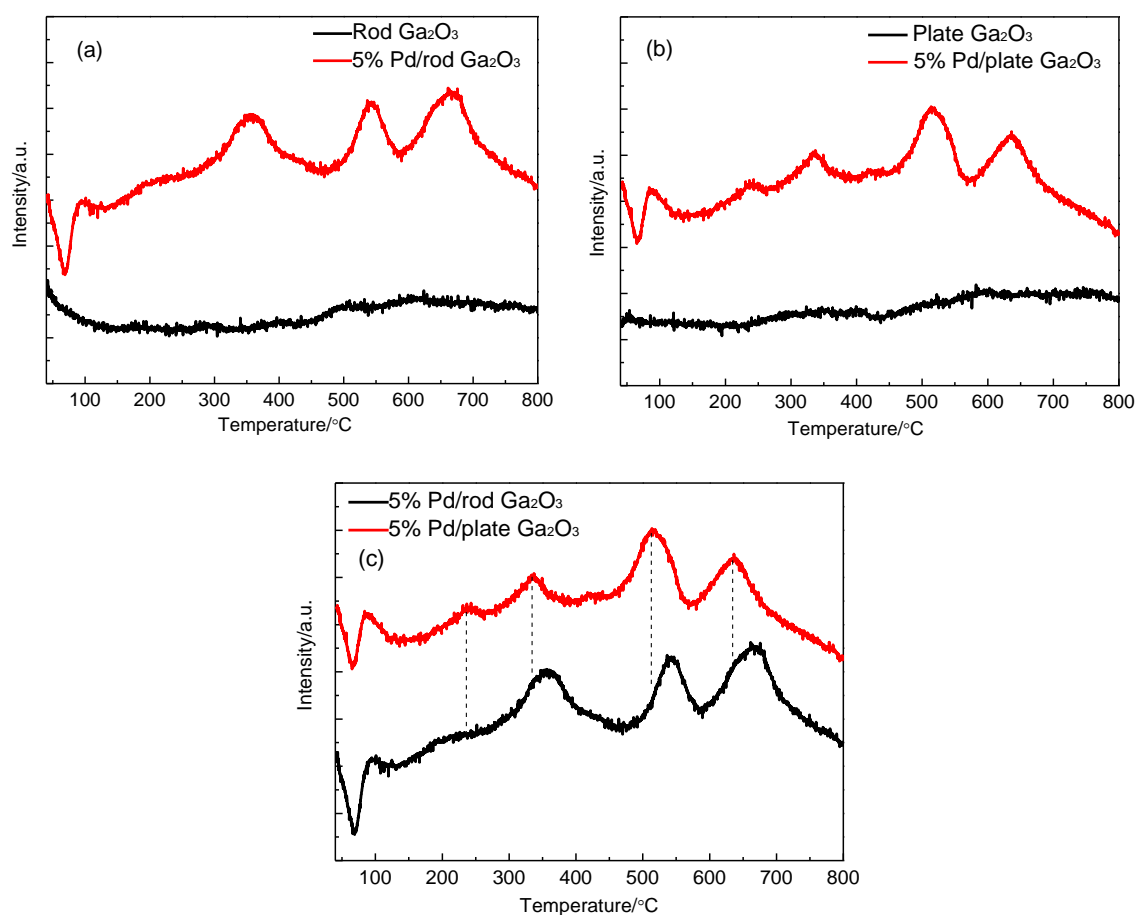 (a)
Rod Ga₂O₃
5% Pd/rod Ga₂O₃
Intensity/a.u.
100 200 300 400 500 600 700 800
Temperature/°C
(b)
Plate Ga₂O₃
5% Pd/plate Ga₂O₃
Intensity/a.u.
100 200 300 400 500 600 700 800
Temperature/°C
5% Pd/rod Ga₂O₃
5% Pd/plate Ga₂O₃
(c)
Intensity/a.u.
100 200 300 400 500 600 700 800
Temperature/°C